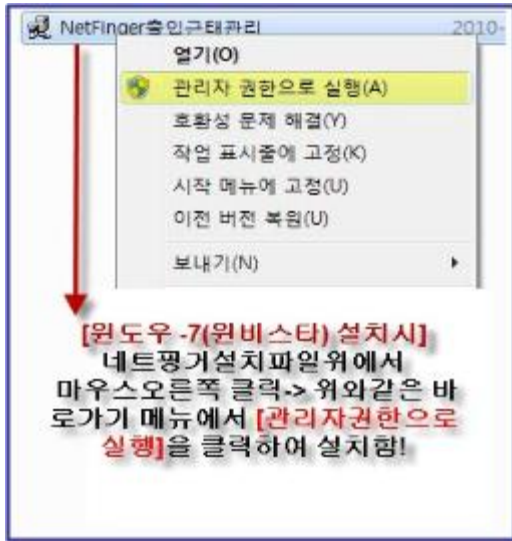 NetFinger출입근태관리 2010-
열기(O)
관리자 권한으로 실행(A)
호환성 문제 해결(Y)
작업 표시줄에 고정(K)
시작 메뉴에 고정(U)
이전 버전 복원(U)
보내기(N)
[윈도우 -7(윈비스타) 설치시]
네트핑거설치파일위에서
마우스오른쪽 클릭-> 위와같은 바
로가기 메뉴에서 [관리자권한으로
실행]을 클릭하여 설치함!